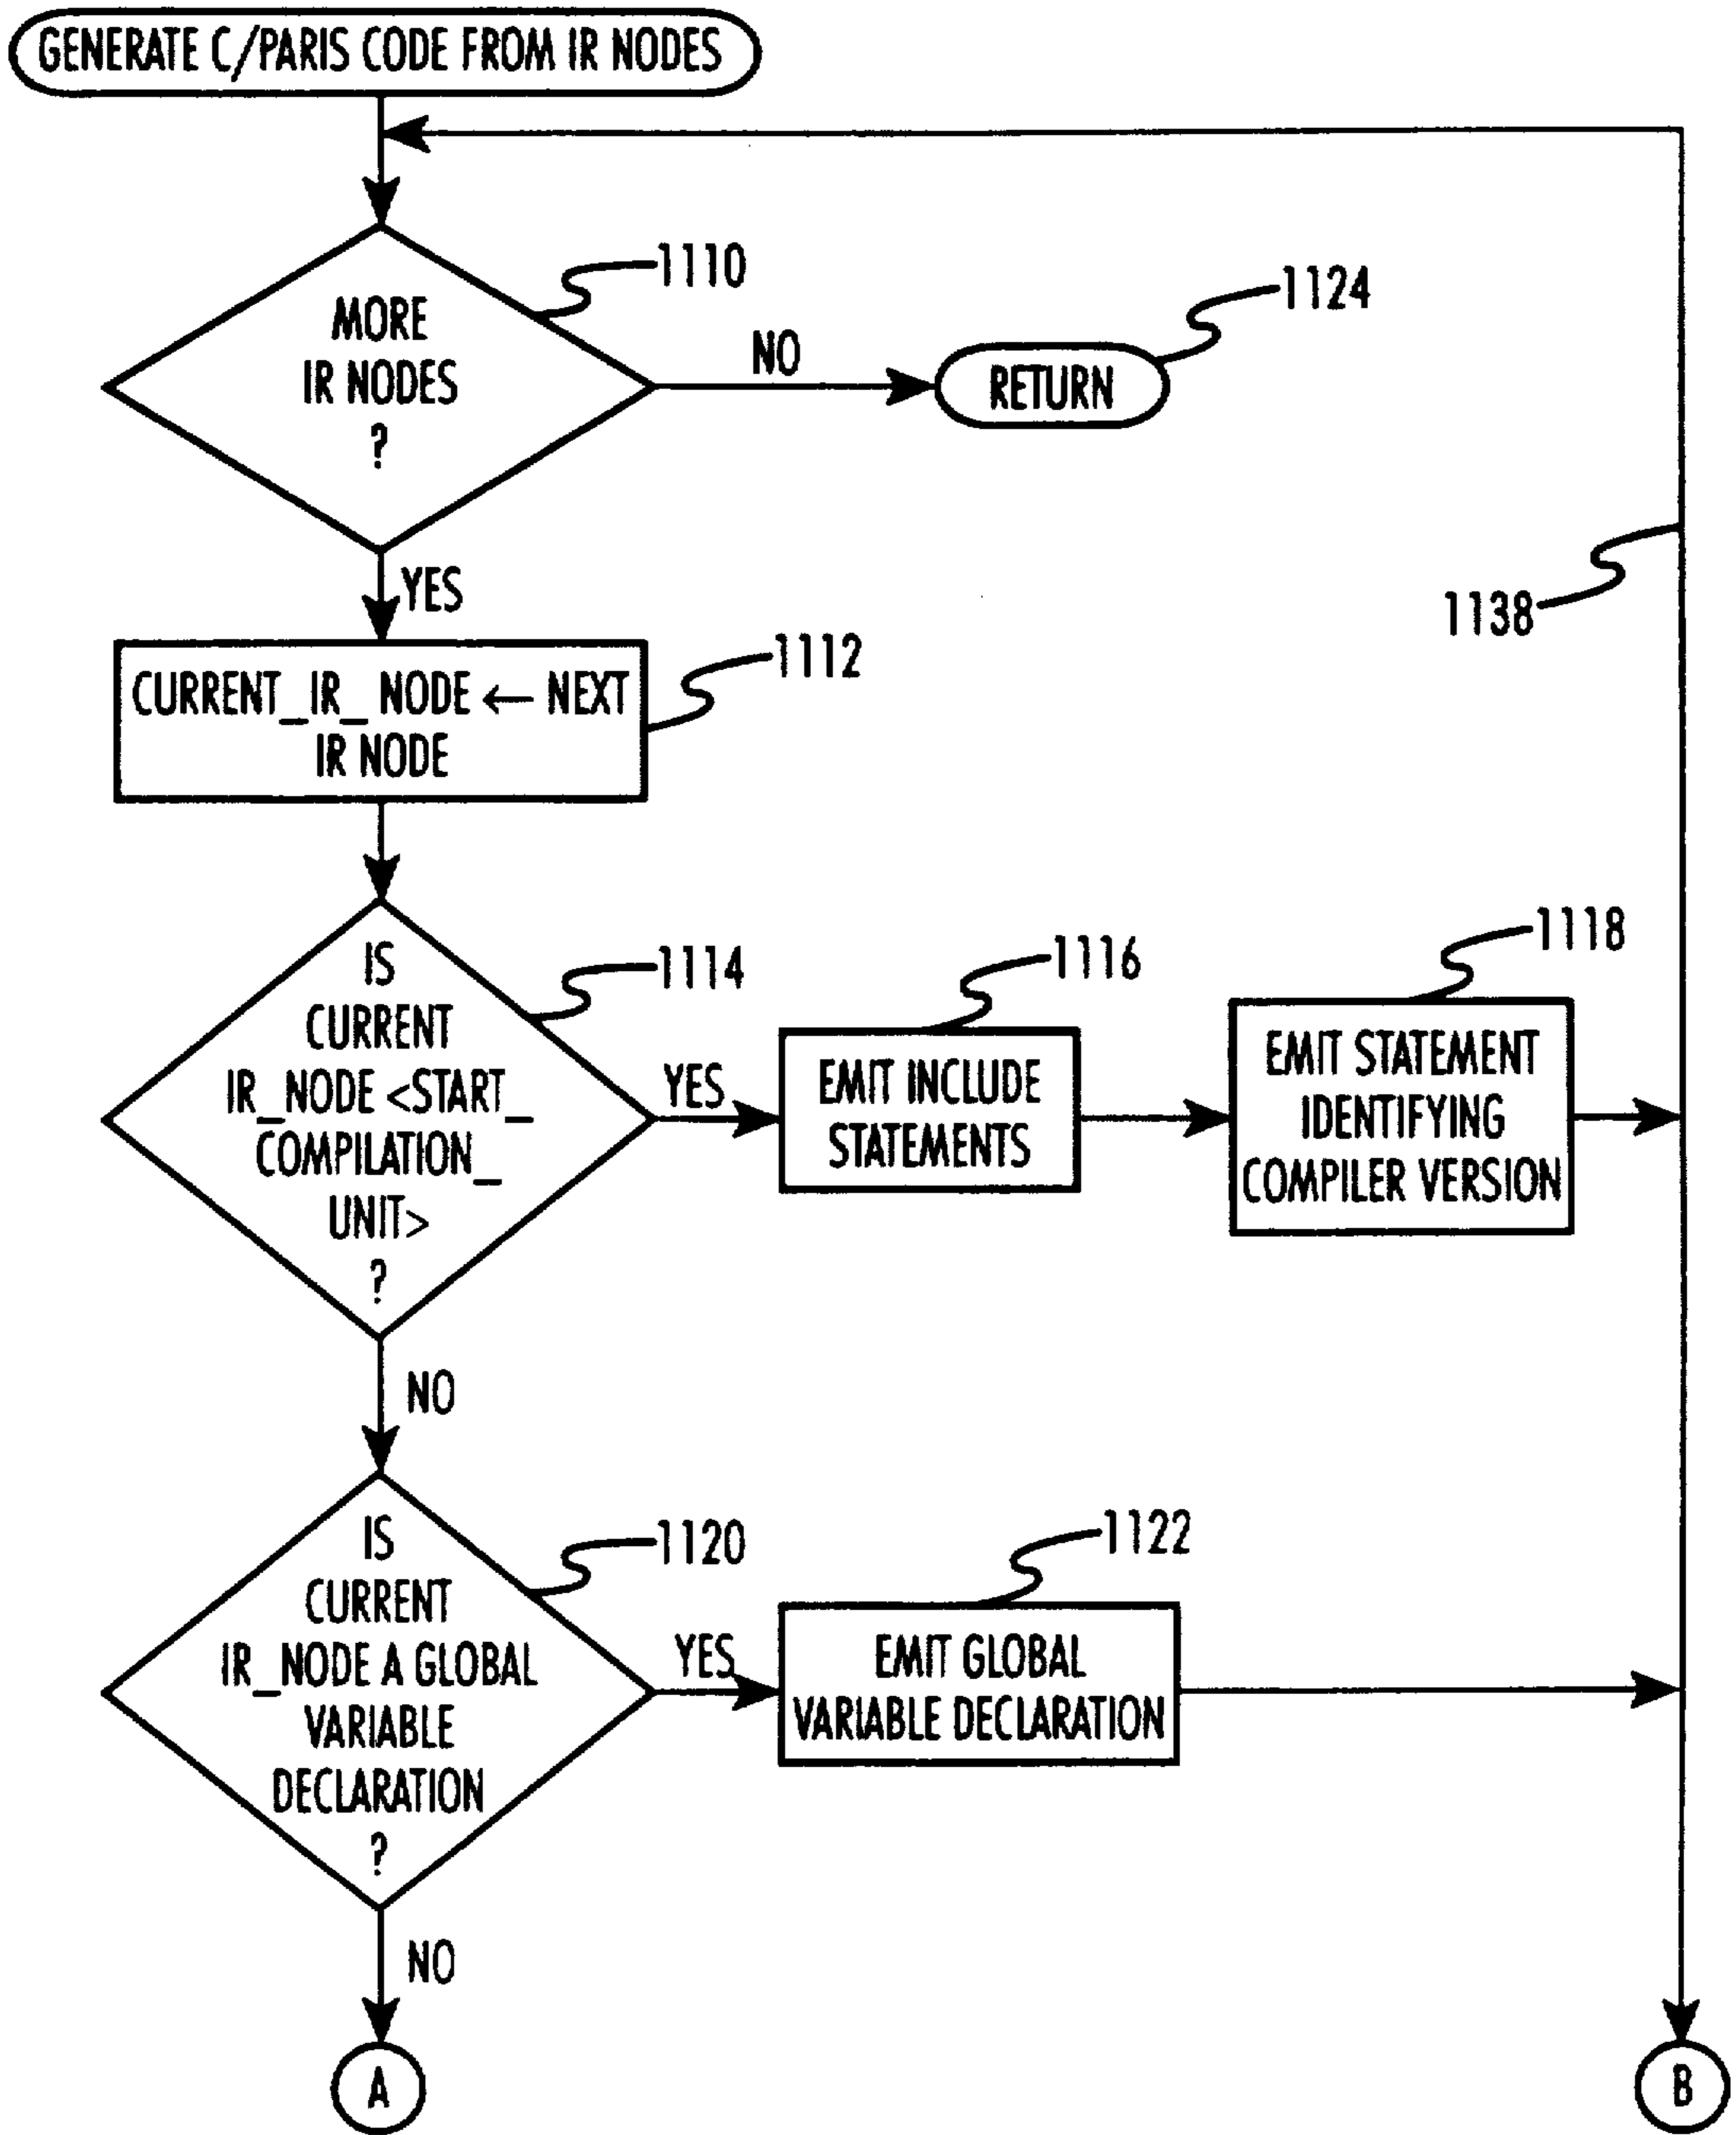 GENERATE C/PARIS CODE FROM IR NODES
1110
MORE
IR NODES
?
NO
1124
RETURN
YES
1138
1112
CURRENT_IR_ NODE ← NEXT
IR NODE
1114
IS
CURRENT
IR_NODE <START_
COMPILATION_
UNIT>
?
YES
1116
EMIT INCLUDE
STATEMENTS
1118
EMIT STATEMENT
IDENTIFYING
COMPILER VERSION
NO
1120
IS
CURRENT
IR_NODE A GLOBAL
VARIABLE
DECLARATION
?
YES
1122
EMIT GLOBAL
VARIABLE DECLARATION
NO
A
B